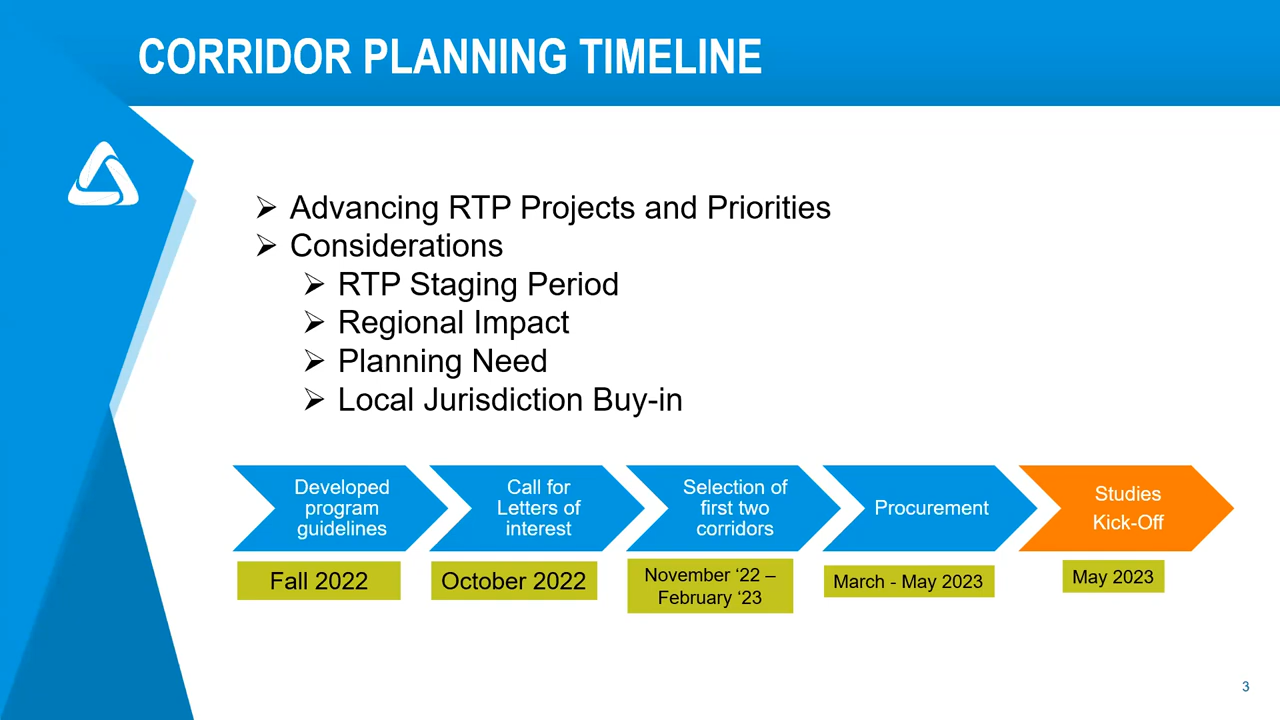 CORRIDOR PLANNING TIMELINE
Advancing RTP Projects and Priorities
Considerations
RTP Staging Period
Regional Impact
Planning Need
Local Jurisdiction Buy-in
Developed
program
guidelines
Call for
Letters of
interest
Selection of
first two
corridors
Procurement
Studies
Kick-Off
Fall 2022
October 2022
November ‘22 –
February ‘23
March - May 2023
May 2023
3